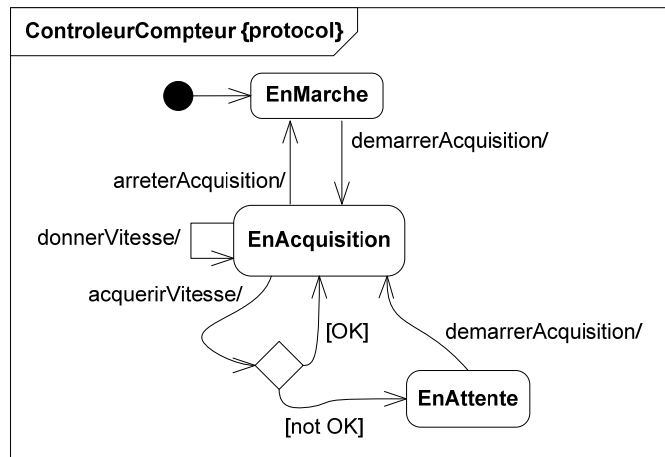 ControleurCompteur {protocol}
EnMarche
demarrerAcquisition/
arreterAcquisition/
EnAcquisition
donnerVitesse/
acquerirVitesse/
[OK]
demarrerAcquisition/
EnAttente
[not OK]